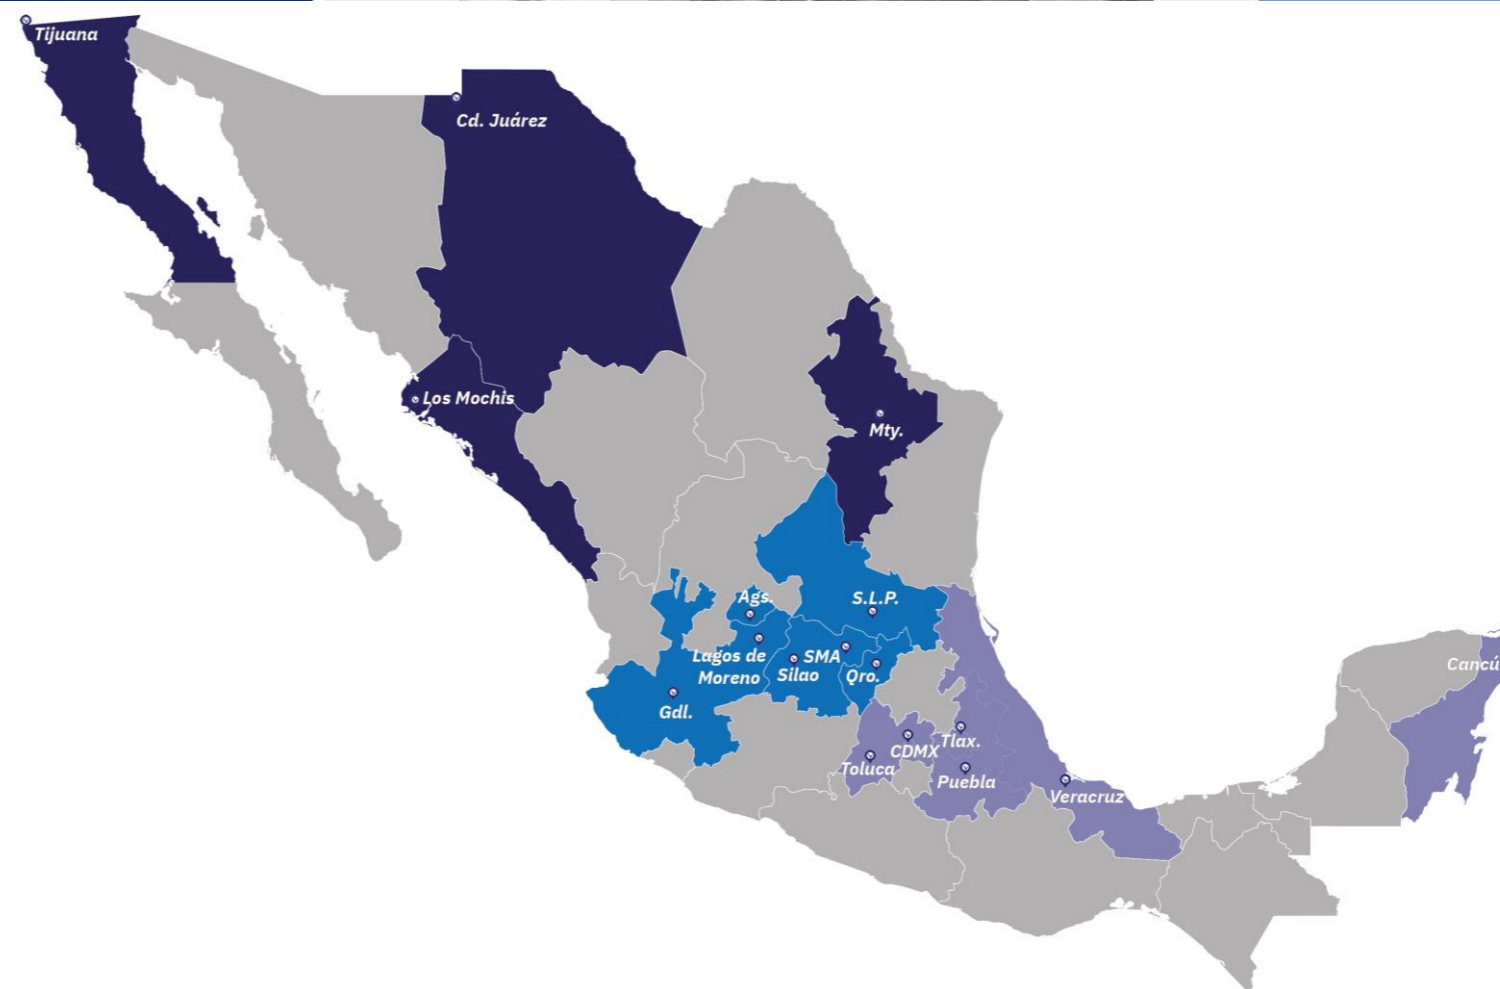 Tijuana
Cd. Juárez
Los Mochis
Mty.
Ags.
S.L.P.
Lagos de
Moreno
SMA
Silao
Qro.
Gdl.
CDMX
Tlax.
Toluca
Puebla
Veracruz
Cancú